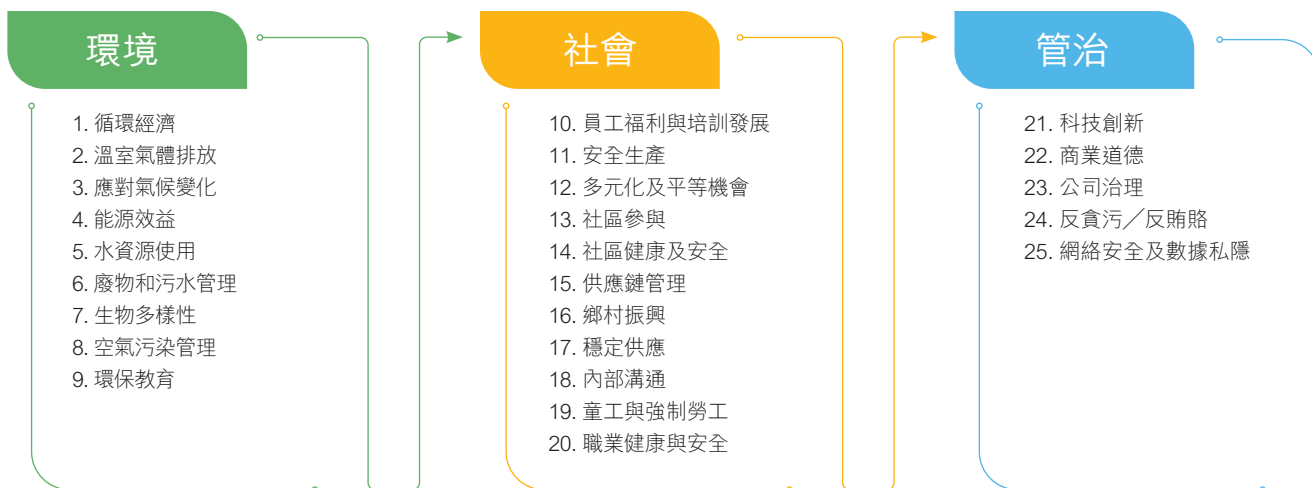 環境
1. 循環經濟
2. 溫室氣體排放
3. 應對氣候變化
4. 能源效益
5. 水資源使用
6. 廢物和污水管理
7. 生物多樣性
8. 空氣污染管理
9. 環保教育
社會
10. 員工福利與培訓發展
11. 安全生產
12. 多元化及平等機會
13. 社區參與
14. 社區健康及安全
15. 供應鏈管理
16. 鄉村振興
17. 穩定供應
18. 內部溝通
19. 童工與強制勞工
20. 職業健康與安全
管治
21. 科技創新
22. 商業道德
23. 公司治理
24. 反貪污／反賄賂
25. 網絡安全及數據私隱